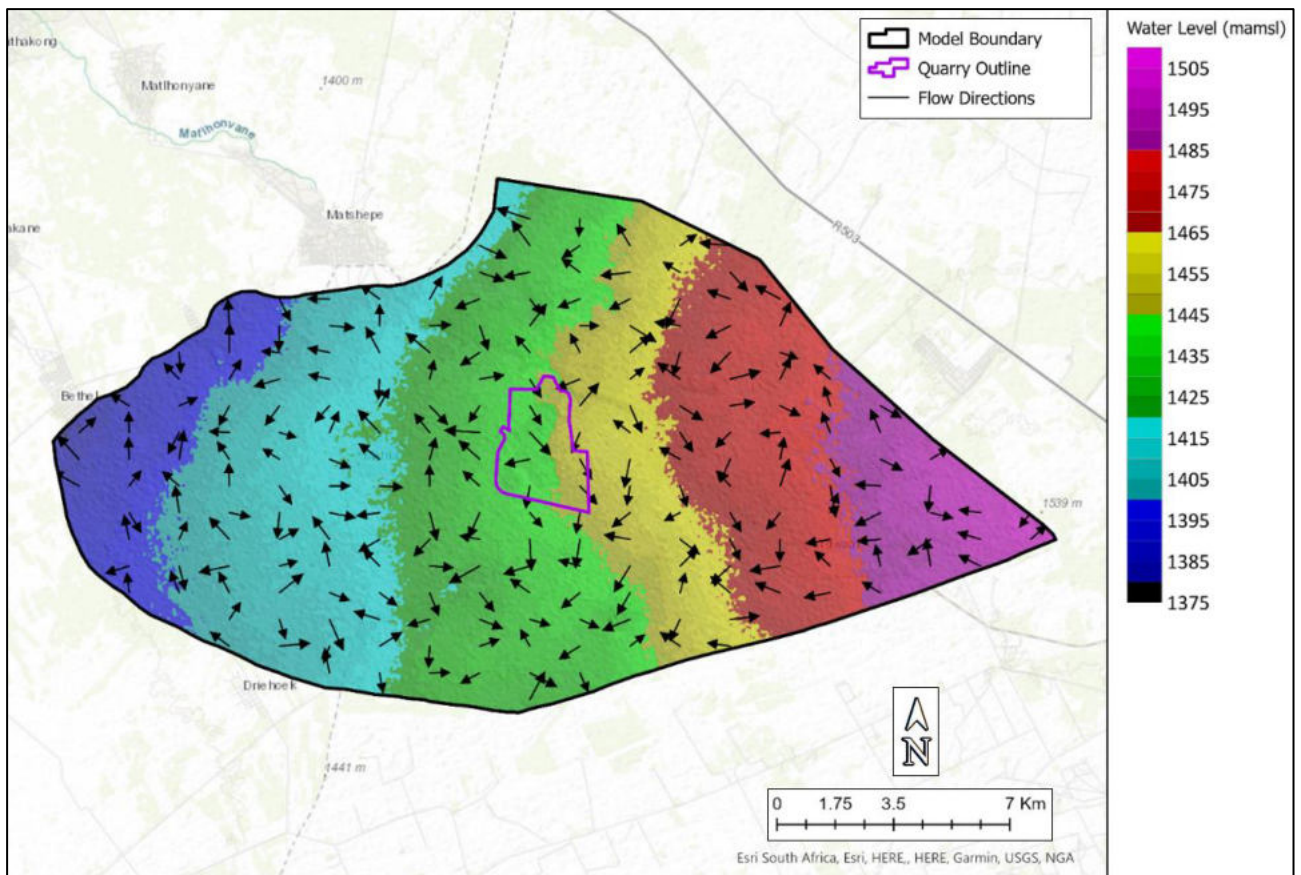 athakong
Matlhonyane
1400 m
Matlhonyane
Matshepe
akane
Bethel
Driehoek
1441 m
R503
1539 m
Model Boundary
Quarry Outline
Flow Directions
N
0 1.75 3.5 7 Km
Esri South Africa, Esri, HERE,, HERE, Garmin, USGS, NGA
Water Level (mamsl)
1505
1495
1485
1475
1465
1455
1445
1435
1425
1415
1405
1395
1385
1375